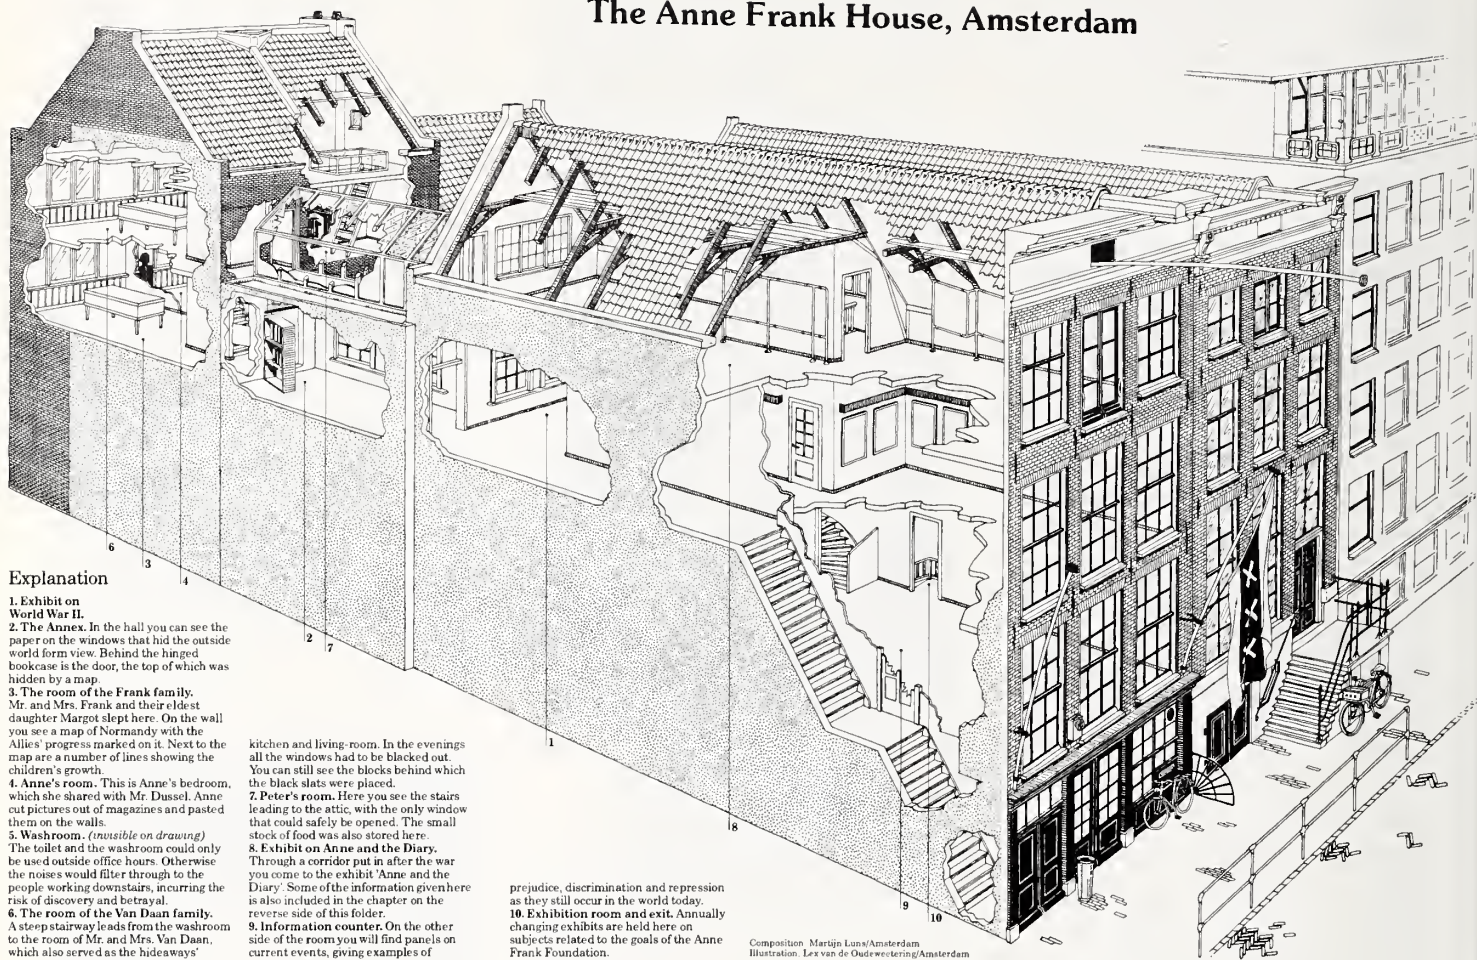 The Anne Frank House, Amsterdam
6
3
4
2
7
1
8
9
10
Explanation
1. Exhibit on
World War II.
2. The Annex. In the hall you can see the
paper on the windows that hid the outside
world form view. Behind the hinged
bookcase is the door, the top of which was
hidden by a map.
3. The room of the Frank family.
Mr. and Mrs. Frank and their eldest
daughter Margot slept here. On the wall
you see a map of Normandy with the
Allies' progress marked on it. Next to the
map are a number of lines showing the
children's growth.
4. Anne's room. This is Anne's bedroom,
which she shared with Mr. Dussel. Anne
cut pictures out of magazines and pasted
them on the walls.
5. Washroom. (invisible on drawing)
The toilet and the washroom could only
be used outside office hours. Otherwise
the noises would filter through to the
people working downstairs, incurring the
risk of discovery and betrayal.
6. The room of the Van Daan family.
A steep stairway leads from the washroom
to the room of Mr. and Mrs. Van Daan,
which also served as the hideaways'
kitchen and living-room. In the evenings
all the windows had to be blacked out.
You can still see the blocks behind which
the black slats were placed.
7. Peter's room. Here you see the stairs
leading to the attic, with the only window
that could safely be opened. The small
stock of food was also stored here.
8. Exhibit on Anne and the Diary.
Through a corridor put in after the war
you come to the exhibit 'Anne and the
Diary'. Some of the information given here
is also included in the chapter on the
reverse side of this folder.
9. Information counter. On the other
side of the room you will find panels on
current events, giving examples of
prejudice, discrimination and repression
as they still occur in the world today.
10. Exhibition room and exit. Annually
changing exhibits are held here on
subjects related to the goals of the Anne
Frank Foundation.
Composition Martijn Luns/Amsterdam
Illustration. Lex van de Oudeweetering/Amsterdam